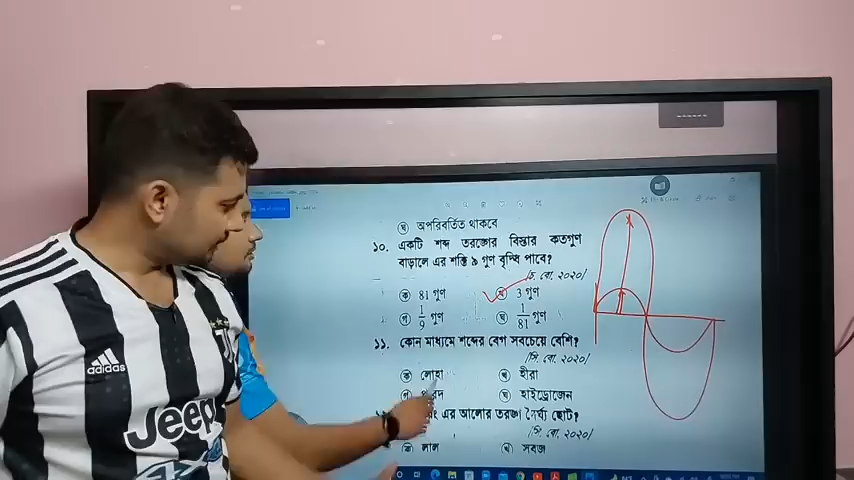 ঘ অপরিবর্তিত থাকবে
১০. একটি শব্দ তরঙ্গের বিস্তার কতগুণ
বাড়ালে এর শক্তি ৯ গুণ বৃদ্ধি পাবে?
বো. ২০২০]
ক 81 গুণ
খ 3 গুণ
গ 1/9 গুণ
ঘ 1/81 গুণ
১১. কোন মাধ্যমে শব্দের বেগ সবচেয়ে বেশি?
[সি. বো. ২০২০]
ক লোহা
খ হীরা
গ
ঘ হাইড্রোজেন
এর আলোর তরঙ্গ দৈর্ঘ্য ছোট?
[সি. বো. ২০২০]
ক লাল
খ সবুজ
adidas
Jeep